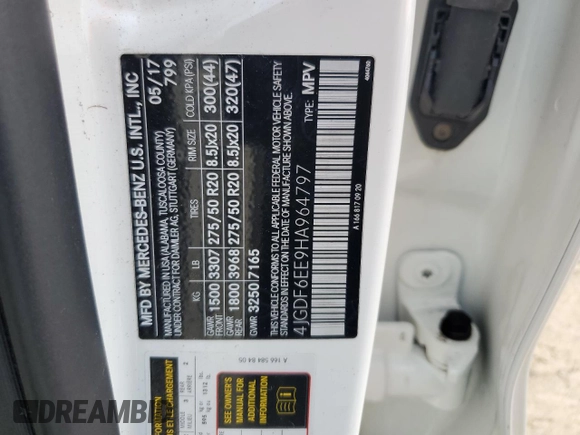 MFD BY MERCEDES-BENZ U.S. INTL., INC
MANUFACTURED IN USA (ALABAMA, TUSCALOOSA COUNTY)
UNDER CONTRACT FOR DAIMLER AG, STUTTGART (GERMANY)
05/17
799
KG LB TIRES RIM SIZE COLD KPA (PSI)
GAWR FRONT 1500 3307 275/50 R20 8.5Jx20 300(44)
GAWR REAR 1800 3968 275/50 R20 8.5Jx20 320(47)
GVWR 3250 7165
THIS VEHICLE CONFORMS TO ALL APPLICABLE FEDERAL MOTOR VEHICLE SAFETY
STANDARDS IN EFFECT ON THE DATE OF MANUFACTURE SHOWN ABOVE.
4JGDF6EE9HA964797
TYPE: MPV
A 166 817 09 20
A 166 584 84 05
SEE OWNER'S
MANUAL FOR
ADDITIONAL
INFORMATION
DREAMBI